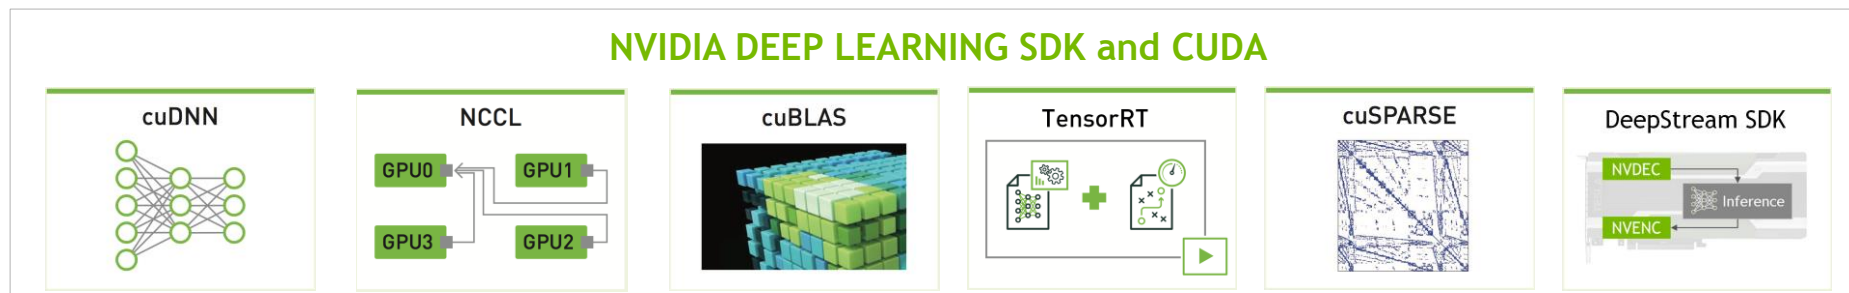 NVIDIA DEEP LEARNING SDK and CUDA
cuDNN
NCCL
GPU0
GPU1
GPU3
GPU2
cuBLAS
TensorRT
cuSPARSE
DeepStream SDK
NVDEC
Inference
NVENC